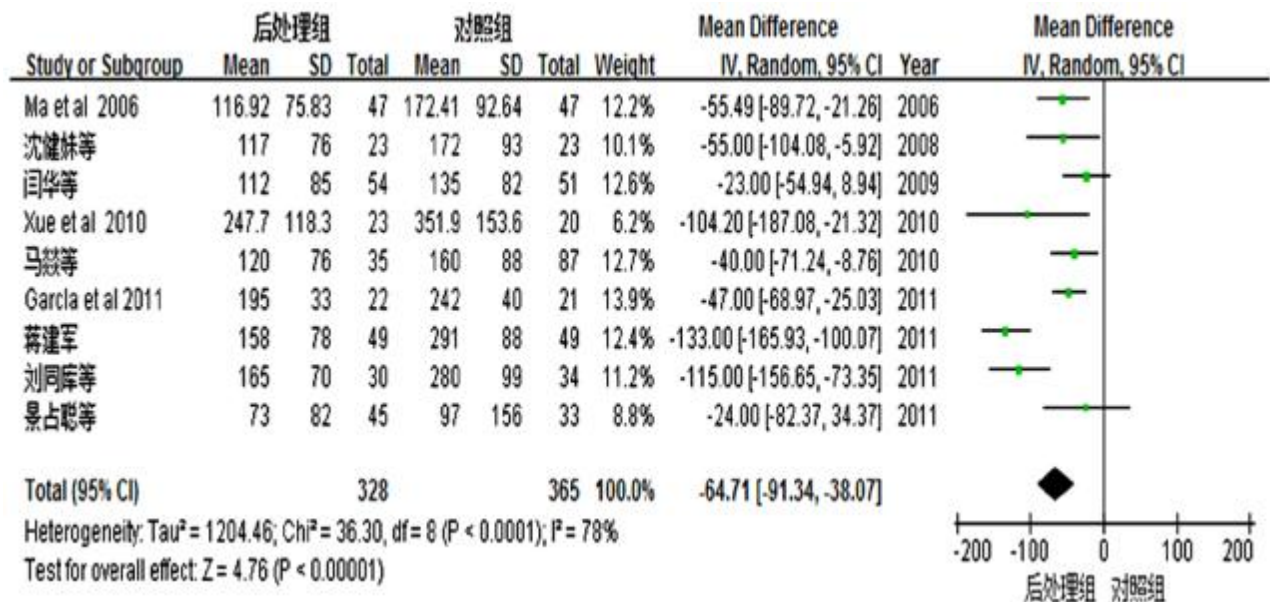 后处理组 对照组 Mean Difference Mean Difference
Study or Subgroup Mean SD Total Mean SD Total Weight IV, Random, 95% CI Year IV, Random, 95% CI
Ma et al 2006 116.92 75.83 47 172.41 92.64 47 12.2% -55.49 [-89.72, -21.26] 2006
沈健妹等 117 76 23 172 93 23 10.1% -55.00 [-104.08, -5.92] 2008
闫华等 112 85 54 135 82 51 12.6% -23.00 [-54.94, 8.94] 2009
Xue et al 2010 247.7 118.3 23 351.9 153.6 20 6.2% -104.20 [-187.08, -21.32] 2010
马燚等 120 76 35 160 88 87 12.7% -40.00 [-71.24, -8.76] 2010
Garcla et al 2011 195 33 22 242 40 21 13.9% -47.00 [-68.97, -25.03] 2011
蒋建军 158 78 49 291 88 49 12.4% -133.00 [-165.93, -100.07] 2011
刘同库等 165 70 30 280 99 34 11.2% -115.00 [-156.65, -73.35] 2011
景占聪等 73 82 45 97 156 33 8.8% -24.00 [-82.37, 34.37] 2011
Total (95% CI) 328 365 100.0% -64.71 [-91.34, -38.07]
Heterogeneity: Tau² = 1204.46; Chi² = 36.30, df = 8 (P < 0.0001); I² = 78%
Test for overall effect: Z = 4.76 (P < 0.00001)
-200 -100 0 100 200
后处理组 对照组